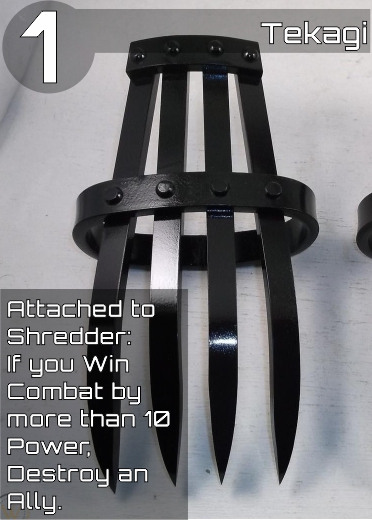 1
Tekagi
Attached to
Shredder:
If you Win
Combat by
more than 10
Power,
Destroy an
Ally.